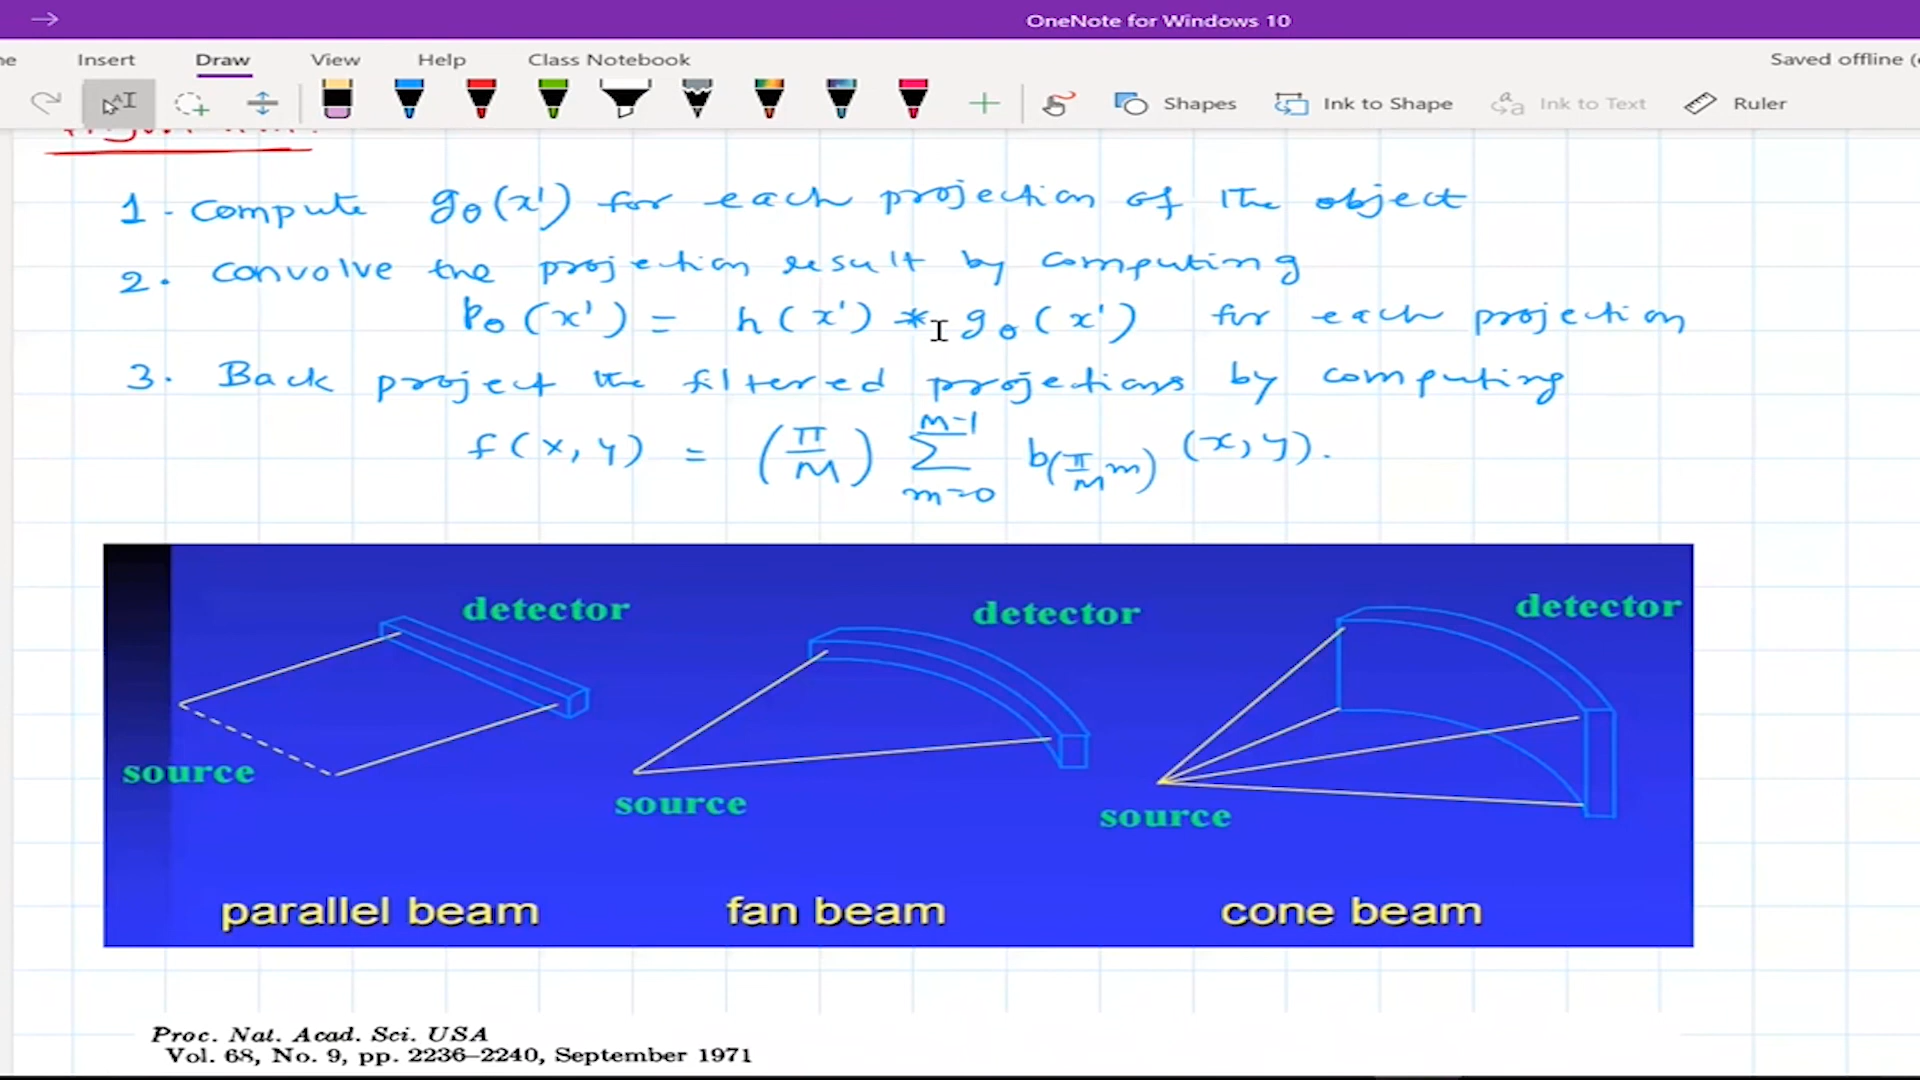 OneNote for Windows 10
Insert Draw View Help Class Notebook Saved offline
Shapes Ink to Shape Ink to Text Ruler
1 - Compute gθ(x') for each projection of the object
2. Convolve the projection result by computing
pθ(x') = h(x') * gθ(x') for each projection
3. Back project the filtered projections by computing
f(x,y) = (π/M) Σ_{m=0}^{M-1} b_{(π/M m)} (x,y).
detector detector detector
source source source
parallel beam fan beam cone beam
Proc. Nat. Acad. Sci. USA
Vol. 68, No. 9, pp. 2236–2240, September 1971